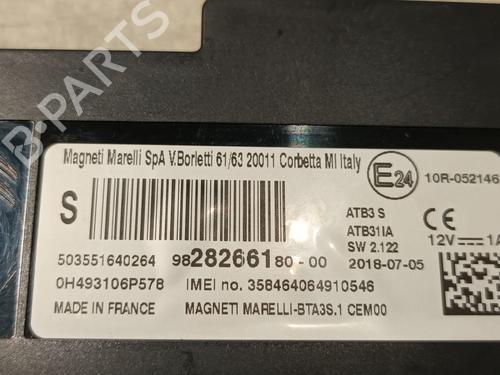 B-PARTS
Magneti Marelli SpA V.Borletti 61/63 20011 Corbetta MI Italy
E24
10R-052146
S
ATB3 S
ATB31IA
SW 2.122
2018-07-05
CE
12V 1A
503551640264
9828266180-00
0H493106P578
IMEI no. 358464064910546
MADE IN FRANCE
MAGNETI MARELLI-BTA3S.1 CEM00